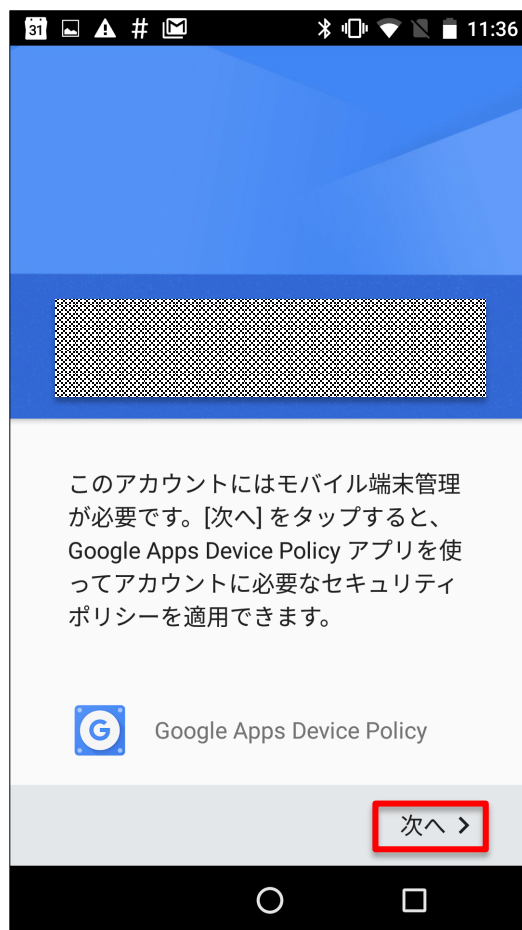 31 # 11:36
このアカウントにはモバイル端末管理
が必要です。[次へ] をタップすると、
Google Apps Device Policy アプリを使
ってアカウントに必要なセキュリティ
ポリシーを適用できます。
G Google Apps Device Policy
次へ >